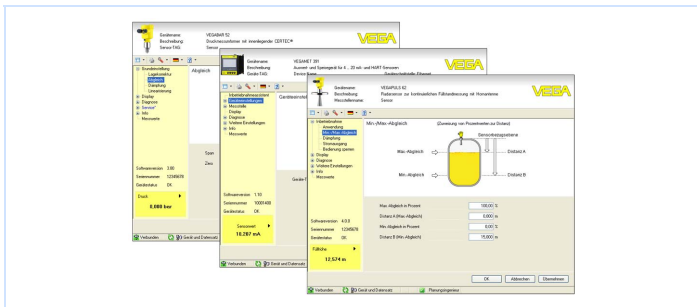 Gerätename VEGABAR 52
Beschreibung Druckmessumformer mit innenliegender CERTEC®
Sensor-TAG Sensor
VEGA
Grundeinstellung
Lagekorrektur
Abgleich
Dämpfung
Linearisierung
Display
Diagnose
Service
Info
Messwerte
Abgleich
Span
Zero
Softwareversion 3.80
Seriennummer 12345678
Gerätestatus OK
Druck
0,000 bar
Verbunden Gerät und Datensatz
Gerätename VEGAMET 391
Beschreibung Auswert- und Speisegerät für 4 .. 20 mA- und HART-Sensoren
Geräte-TAG Device Name
VEGA
Inbetriebnahmeassistent
Geräteeinstellungen
Messstelle
Display
Diagnose
Weitere Einstellungen
Info
Messwerte
Softwareversion 1.10
Seriennummer 10001400
Gerätestatus OK
Sensorwert
10,207 mA
Verbunden Gerät und Datensatz
Gerätename VEGAPULS 62
Beschreibung Radarsensor zur kontinuierlichen Füllstandmessung mit Hornantenne
Messstellenname Sensor
VEGA
Inbetriebnahme
Anwendung
Min.-/Max.-Abgleich
Dämpfung
Stromausgang
Bedienung sperren
Display
Diagnose
Weitere Einstellungen
Info
Messwerte
Min-/Max-Abgleich (Zuweisung von Prozentwerten zur Distanz)
Sensorbezugsebene
Max.-Abgleich Distanz A
Min.-Abgleich Distanz B
Max.-Abgleich in Prozent 100,00 %
Distanz A (Max-Abgleich) 0,000 m
Min.-Abgleich in Prozent 0,00 %
Distanz B (Min-Abgleich) 15,000 m
Softwareversion 4.0.0
Seriennummer 12345678
Gerätestatus OK
Füllhöhe
12,574 m
OK Abbrechen Übernehmen
Verbunden Gerät und Datensatz Planungsingenieur